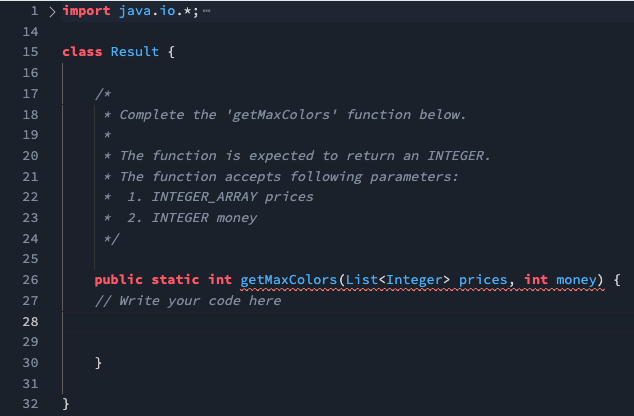 1 > import java.io.*;⋯
14
15 class Result {
16
17     /*
18      * Complete the 'getMaxColors' function below.
19      *
20      * The function is expected to return an INTEGER.
21      * The function accepts following parameters:
22      *  1. INTEGER_ARRAY prices
23      *  2. INTEGER money
24      */
25
26     public static int getMaxColors(List<Integer> prices, int money) {
27     // Write your code here
28
29
30     }
31
32 }